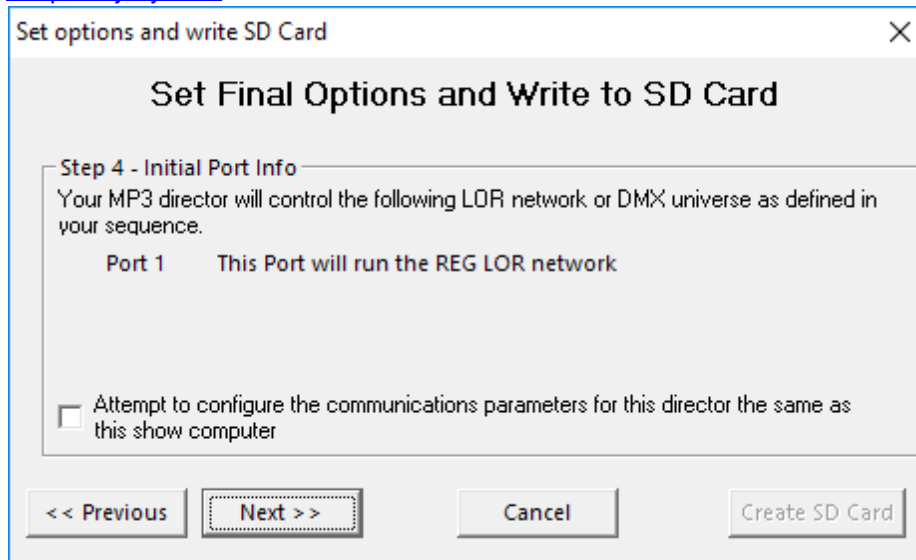 Set options and write SD Card
Set Final Options and Write to SD Card
Step 4 - Initial Port Info
Your MP3 director will control the following LOR network or DMX universe as defined in
your sequence.
Port 1 This Port will run the REG LOR network
Attempt to configure the communications parameters for this director the same as
this show computer
<< Previous Next >> Cancel Create SD Card